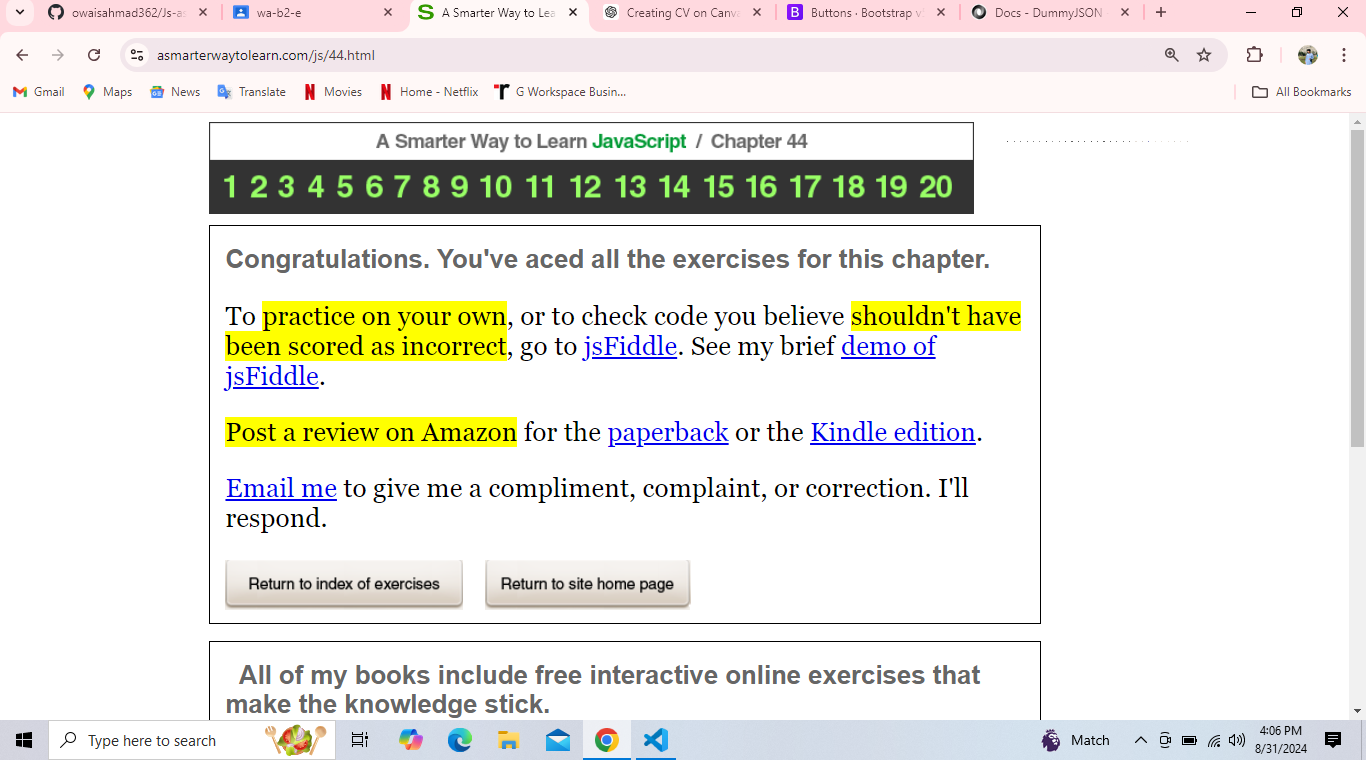 owaisahmad362/Js-as
wa-b2-e
A Smarter Way to Lea
Creating CV on Canva
Buttons · Bootstrap v
Docs - DummyJSON
asmarterwaytolearn.com/js/44.html
Gmail Maps News Translate Movies Home - Netflix G Workspace Busin... All Bookmarks
A Smarter Way to Learn JavaScript / Chapter 44
1 2 3 4 5 6 7 8 9 10 11 12 13 14 15 16 17 18 19 20
Congratulations. You've aced all the exercises for this chapter.
To practice on your own, or to check code you believe shouldn't have
been scored as incorrect, go to jsFiddle. See my brief demo of
jsFiddle.
Post a review on Amazon for the paperback or the Kindle edition.
Email me to give me a compliment, complaint, or correction. I'll
respond.
Return to index of exercises Return to site home page
All of my books include free interactive online exercises that
make the knowledge stick.
Type here to search
Match
4:06 PM
8/31/2024